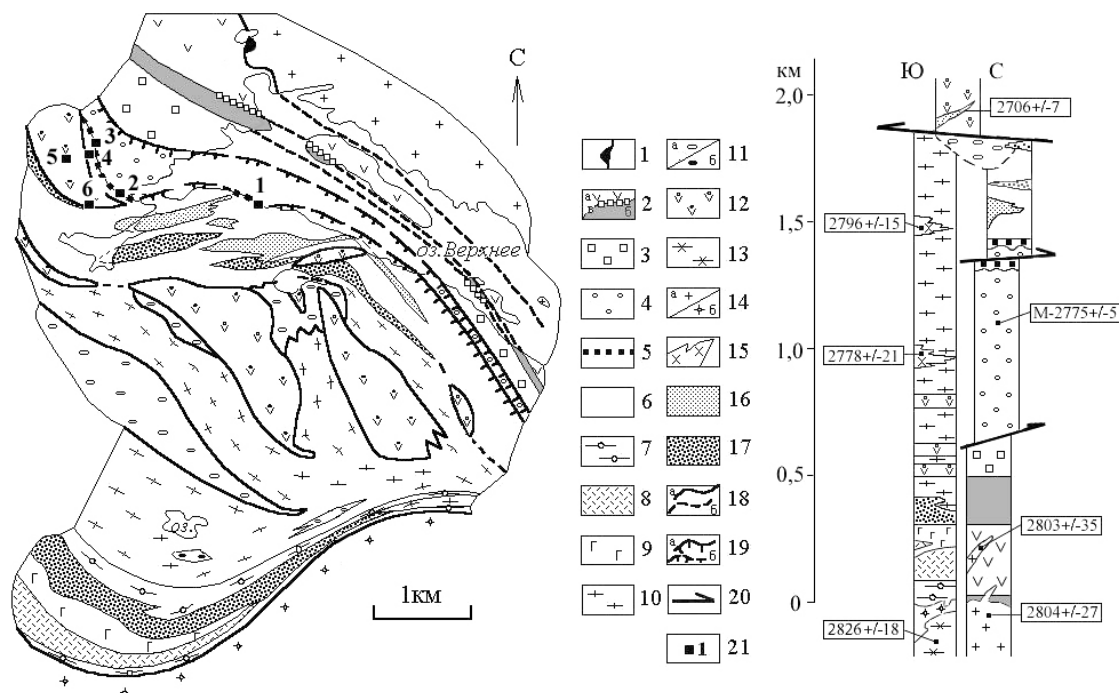 С
3
5
4
6
2
1
оз. Верхнее
оз.
1км
1
а
в
б
2
3
4
5
6
7
8
9
10
а
б
11
12
13
а
б
14
15
16
17
а
б
18
а
б
19
20
1
21
км
Ю С
2,0
2706+/-7
1,5
2796+/-15
М-2775+/-5
1,0
2778+/-21
0,5
2803+/-35
0
2804+/-27
2826+/-18